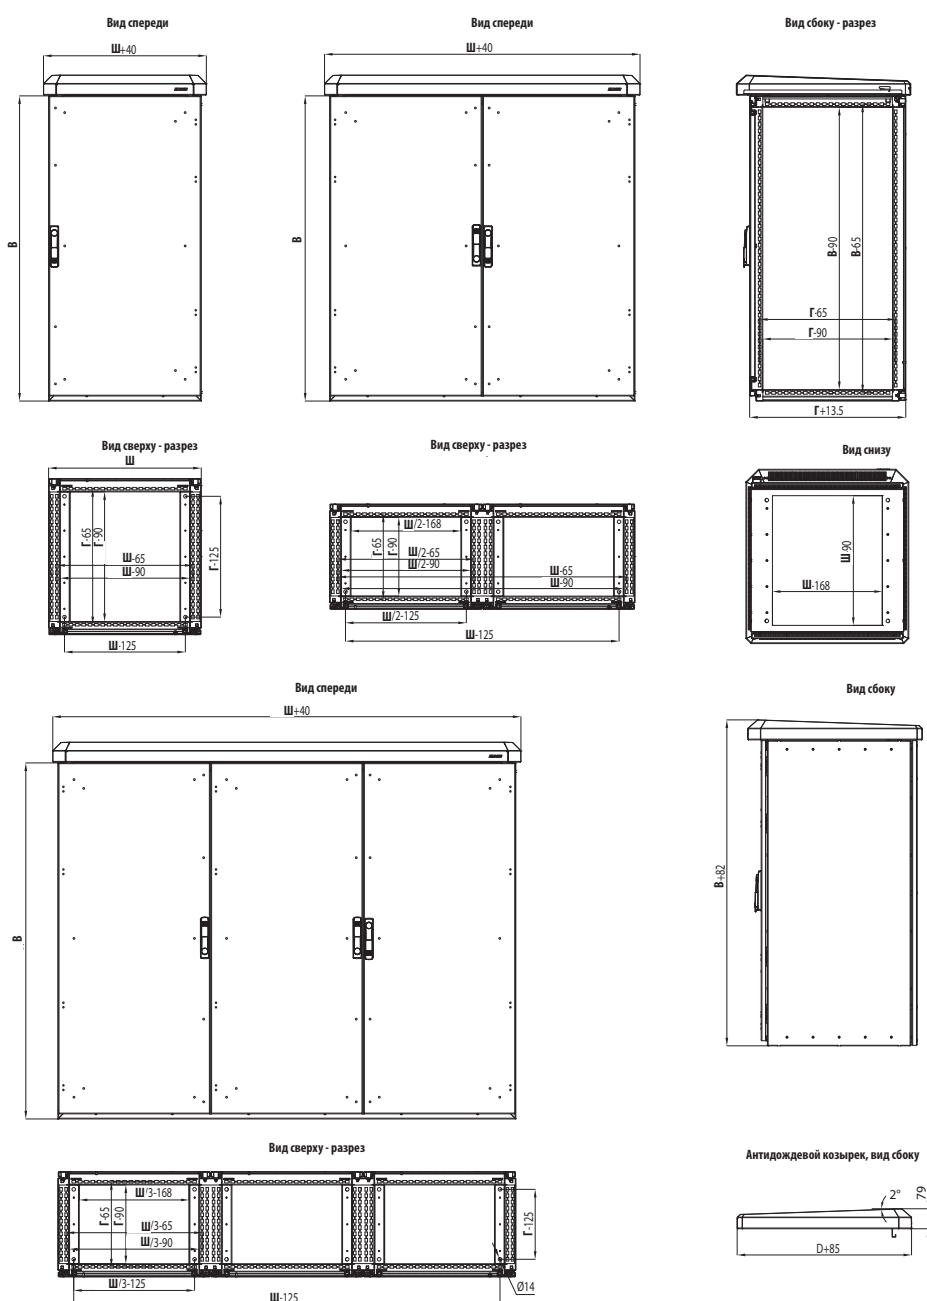 Вид спереди
Ш+40
В
Вид спереди
Ш+40
В
Вид сбоку - разрез
В-90
В-65
Г-65
Г-90
Г+13.5
Вид сверху - разрез
Ш
Г-65
Г-90
Ш-65
Ш-90
Г-125
Ш-125
Вид сверху - разрез
Ш/2-168
Г-65
Г-90
Ш/2-65
Ш/2-90
Ш-65
Ш-90
Ш/2-125
Ш-125
Вид снизу
Ш 90
Ш-168
Вид спереди
Ш+40
В
Вид сбоку
В+82
Вид сверху - разрез
Ш/3-168
Г-65
Г-90
Ш/3-65
Ш/3-90
Г-125
Ш/3-125
Ø14
Ш-125
Антидождевой козырек, вид сбоку
2°
79
D+85